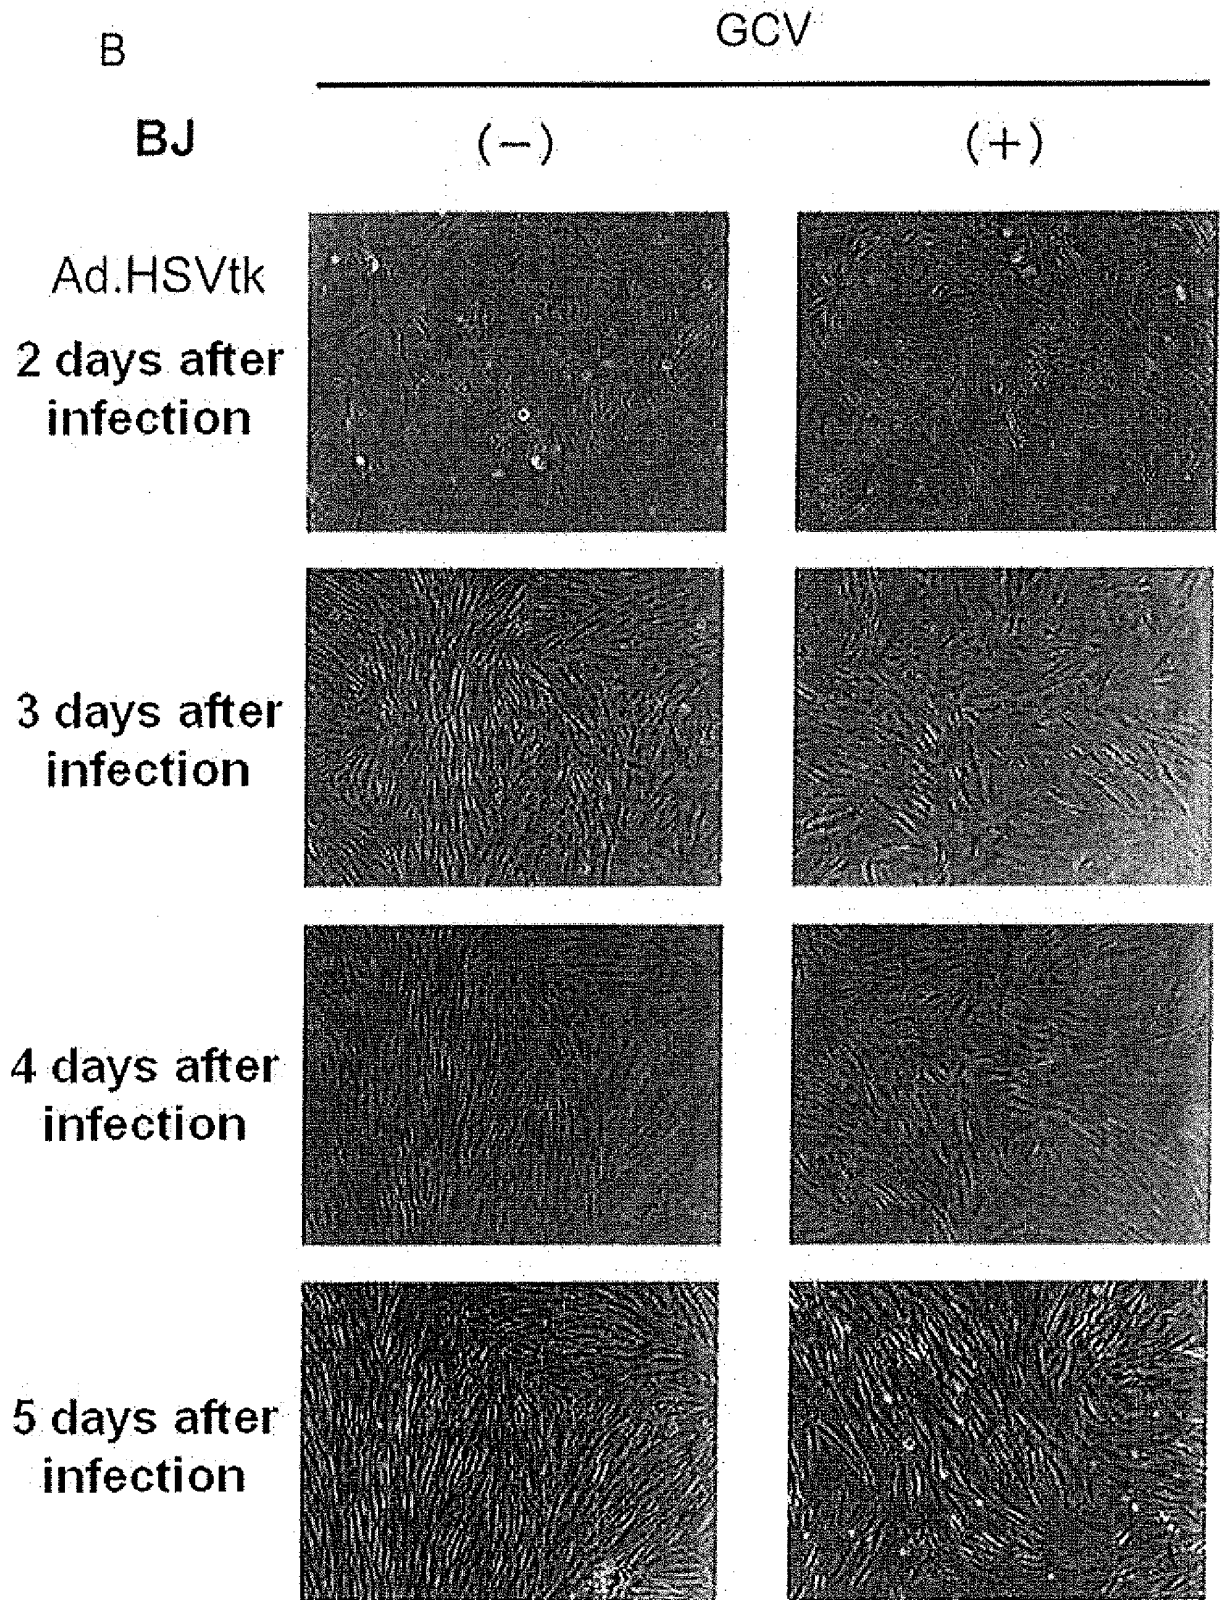 B
GCV
BJ
(−)
(+)
Ad.HSVtk
2 days after
infection
3 days after
infection
4 days after
infection
5 days after
infection